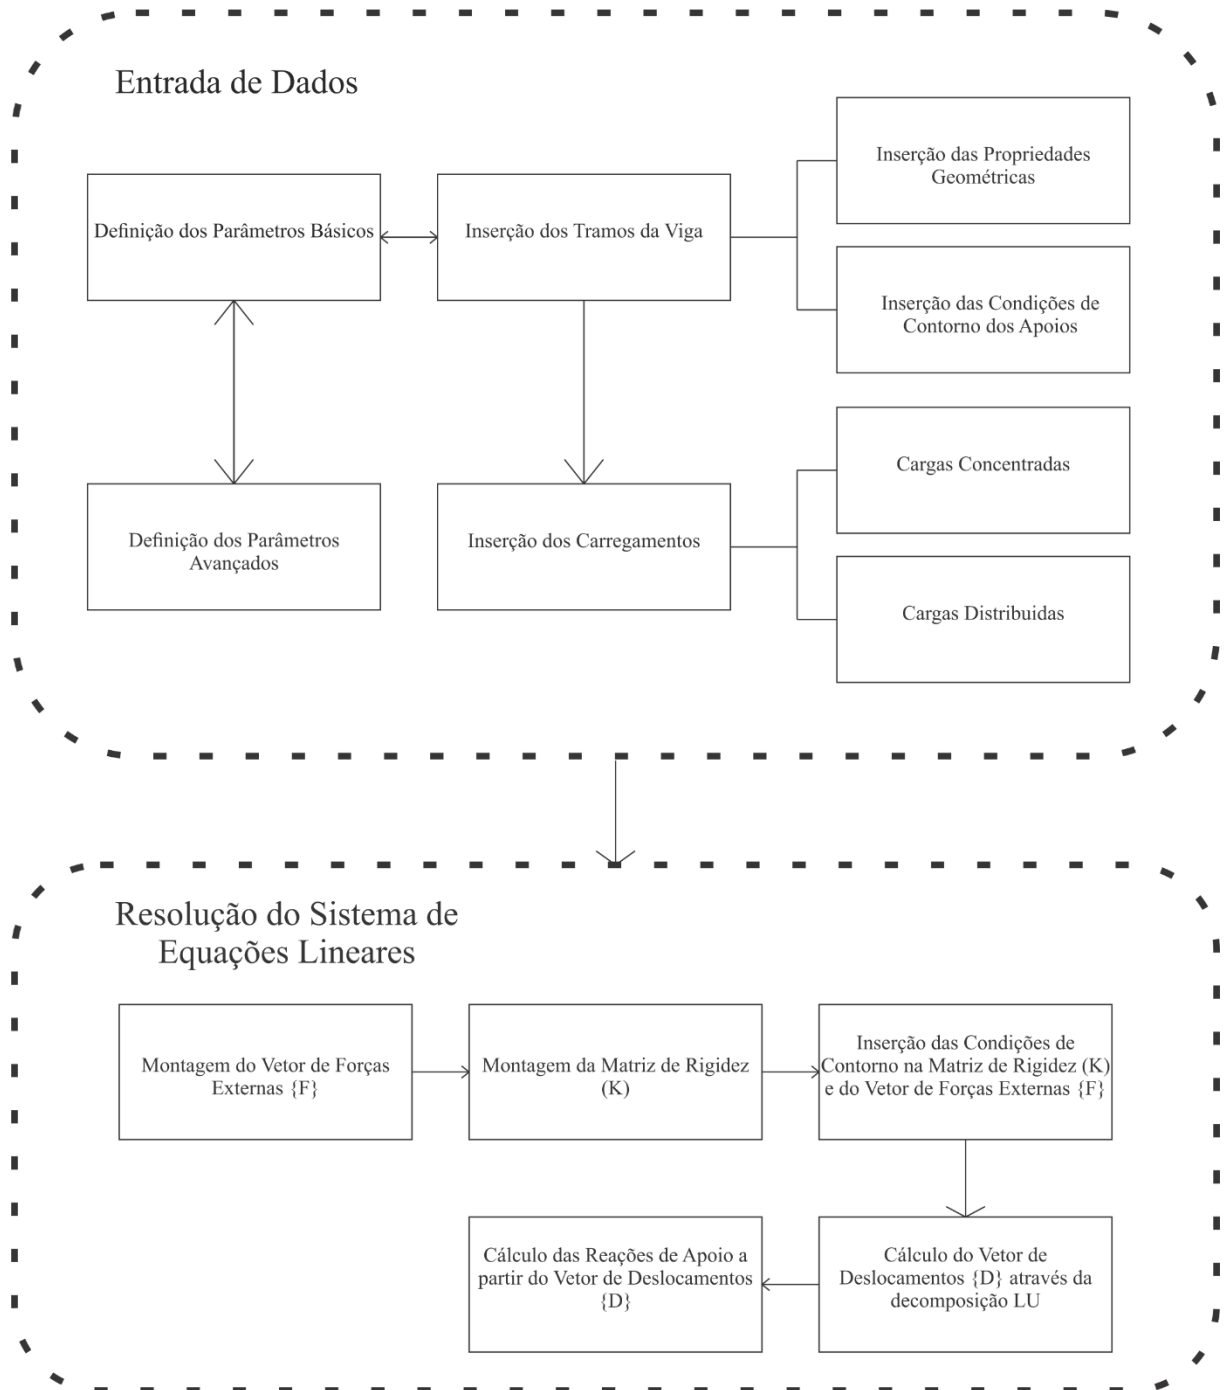 Entrada de Dados
Definição dos Parâmetros Básicos
Inserção dos Tramos da Viga
Inserção das Propriedades
Geométricas
Inserção das Condições de
Contorno dos Apoios
Definição dos Parâmetros
Avançados
Inserção dos Carregamentos
Cargas Concentradas
Cargas Distribuidas
Resolução do Sistema de
Equações Lineares
Montagem do Vetor de Forças
Externas {F}
Montagem da Matriz de Rigidez
(K)
Inserção das Condições de
Contorno na Matriz de Rigidez (K)
e do Vetor de Forças Externas {F}
Cálculo das Reações de Apoio a
partir do Vetor de Deslocamentos
{D}
Cálculo do Vetor de
Deslocamentos {D} através da
decomposição LU